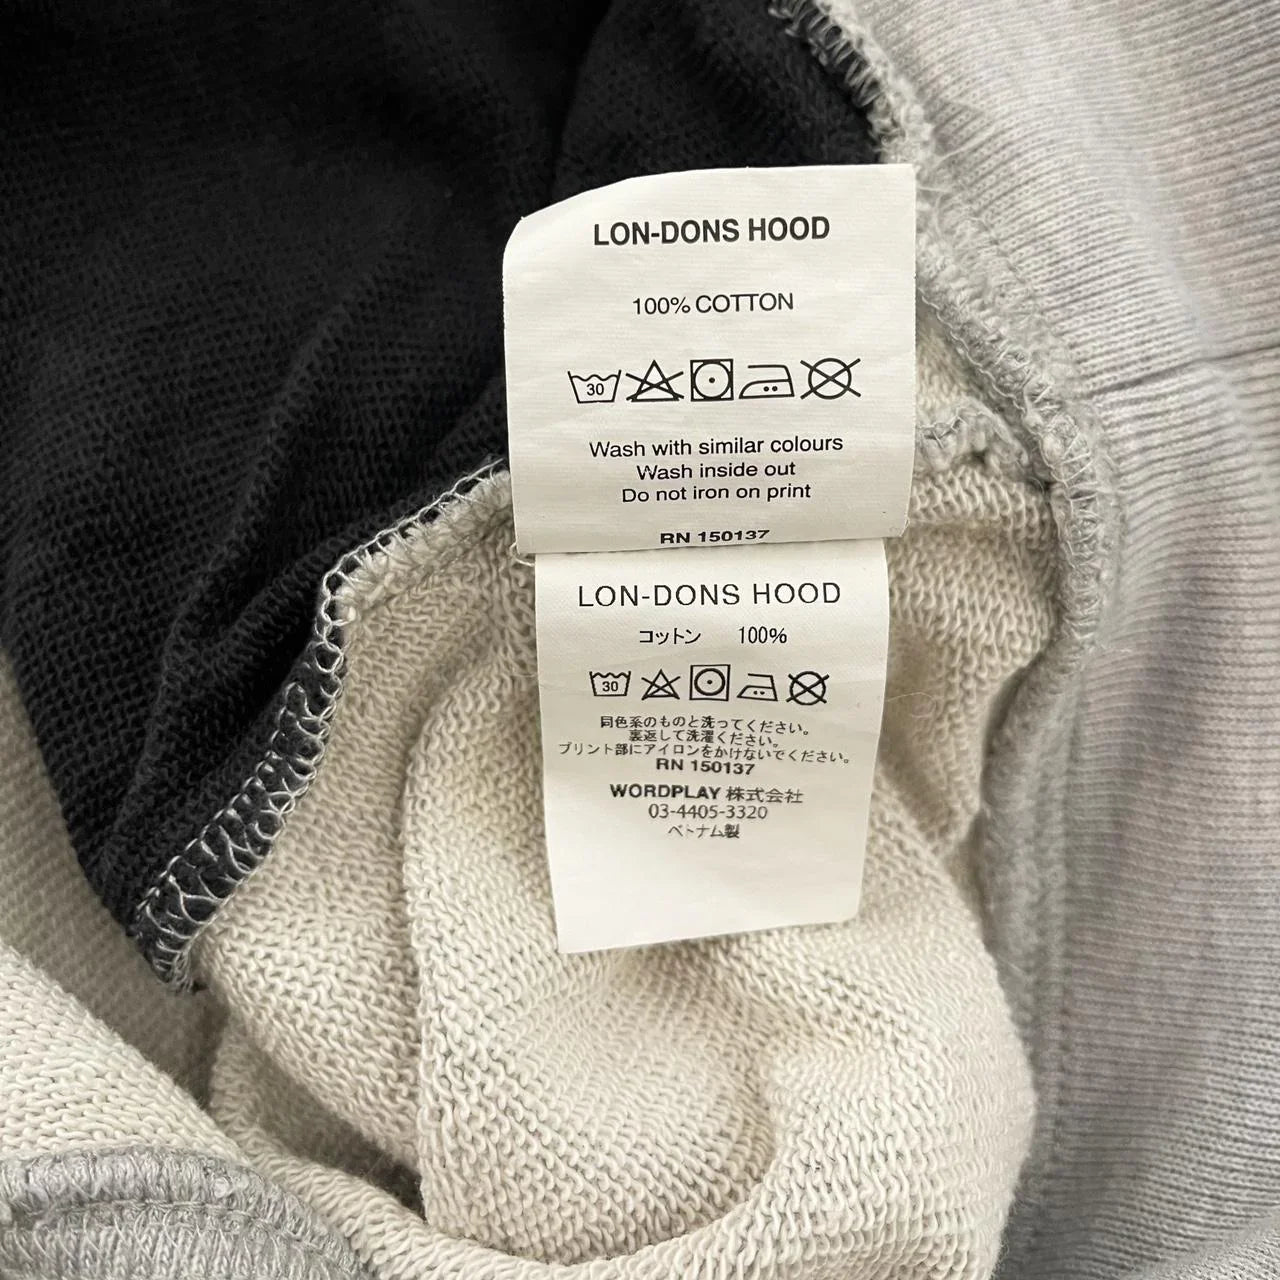 LON-DONS HOOD
100% COTTON
30
Wash with similar colours
Wash inside out
Do not iron on print
RN 150137
LON-DONS HOOD
コットン 100%
30
同色系のものと洗ってください。
裏返して洗濯ください。
プリント部にアイロンをかけないでください。
RN 150137
WORDPLAY 株式会社
03-4405-3320
ベトナム製